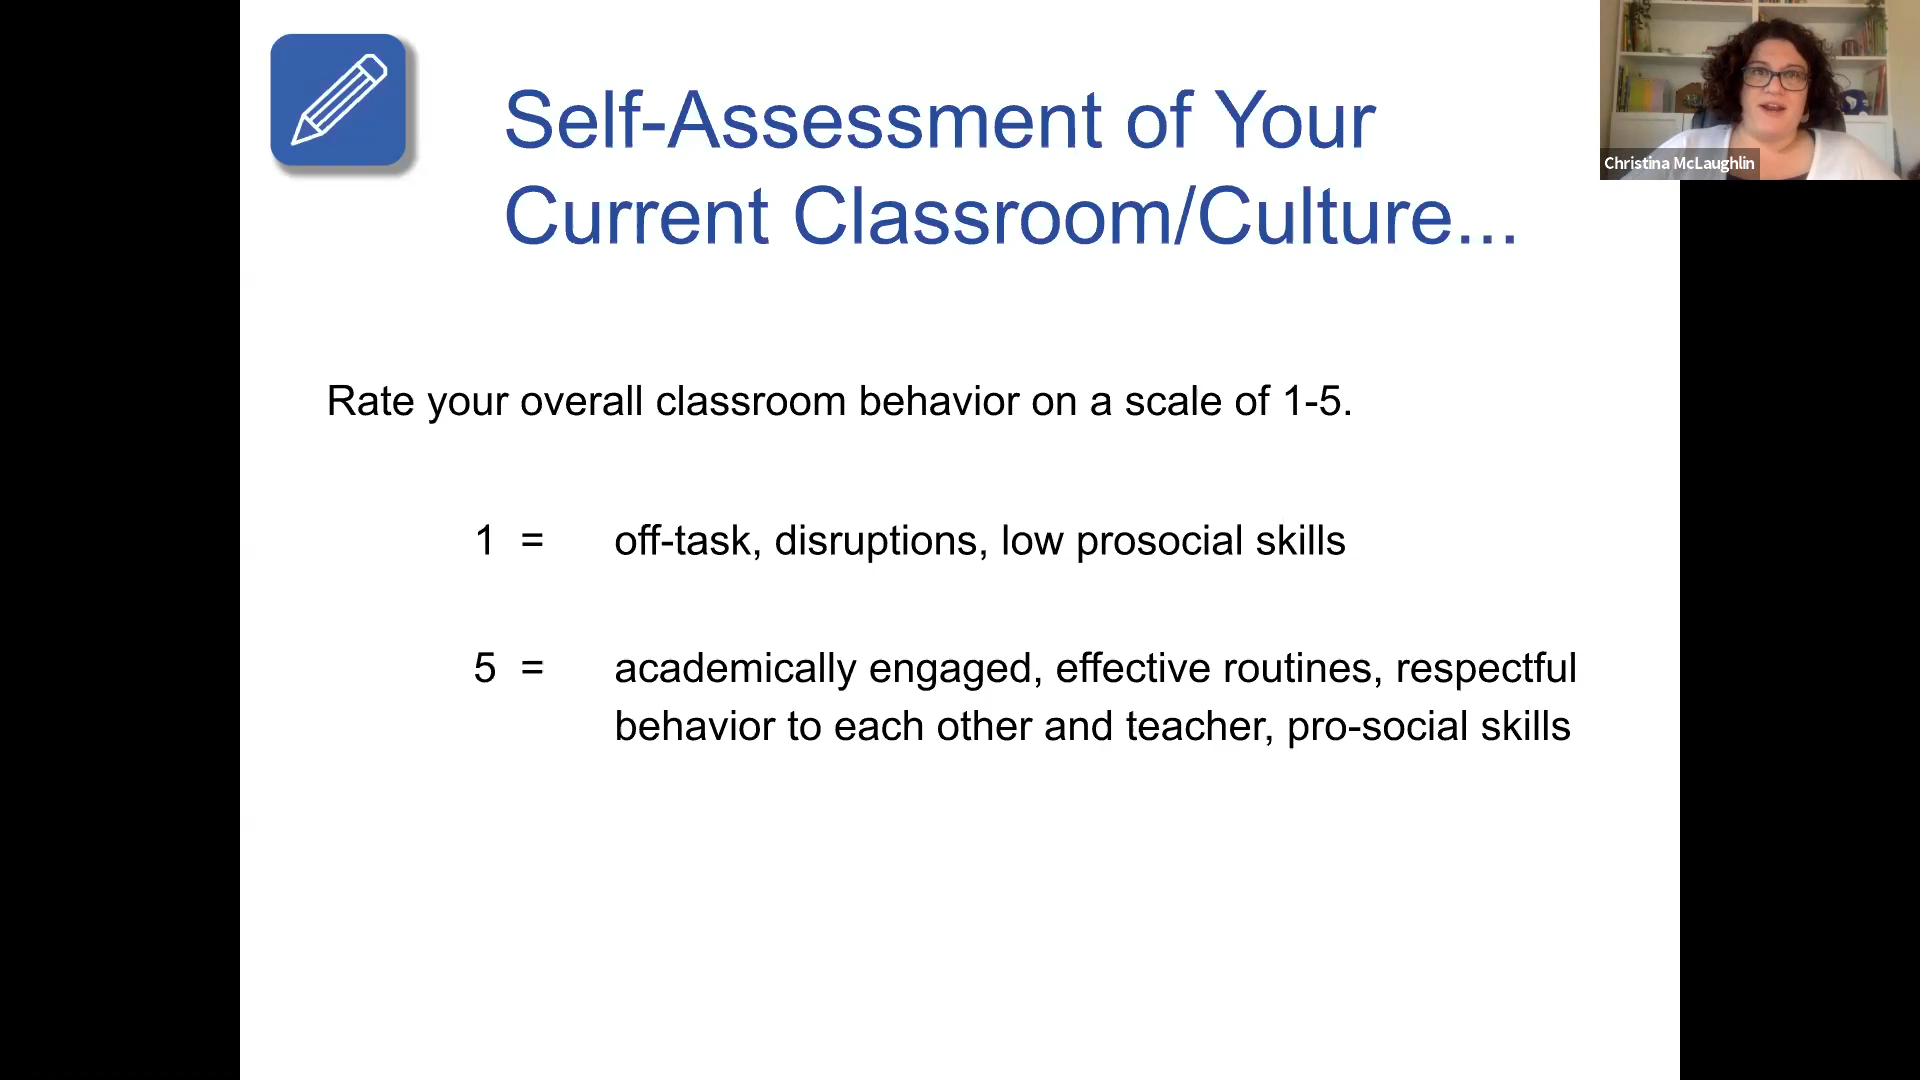 Self-Assessment of Your
Current Classroom/Culture...
Christina McLaughlin
Rate your overall classroom behavior on a scale of 1-5.
1 = off-task, disruptions, low prosocial skills
5 = academically engaged, effective routines, respectful
behavior to each other and teacher, pro-social skills